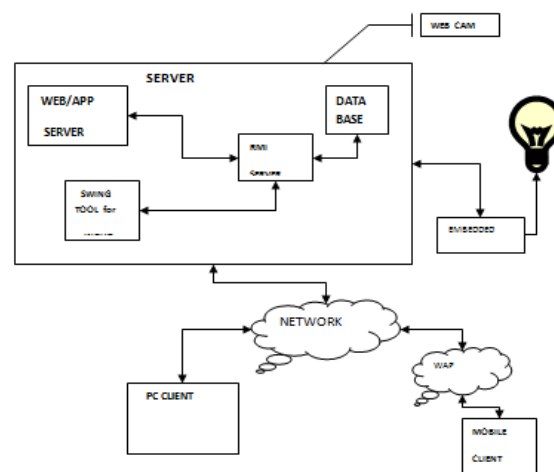 WEB CAM
SERVER
WEB/APP
SERVER
DATA
BASE
RMI
SWING
TOOL for
EMBEDDED
NETWORK
PC CLIENT
WAP
MOBILE
CLIENT